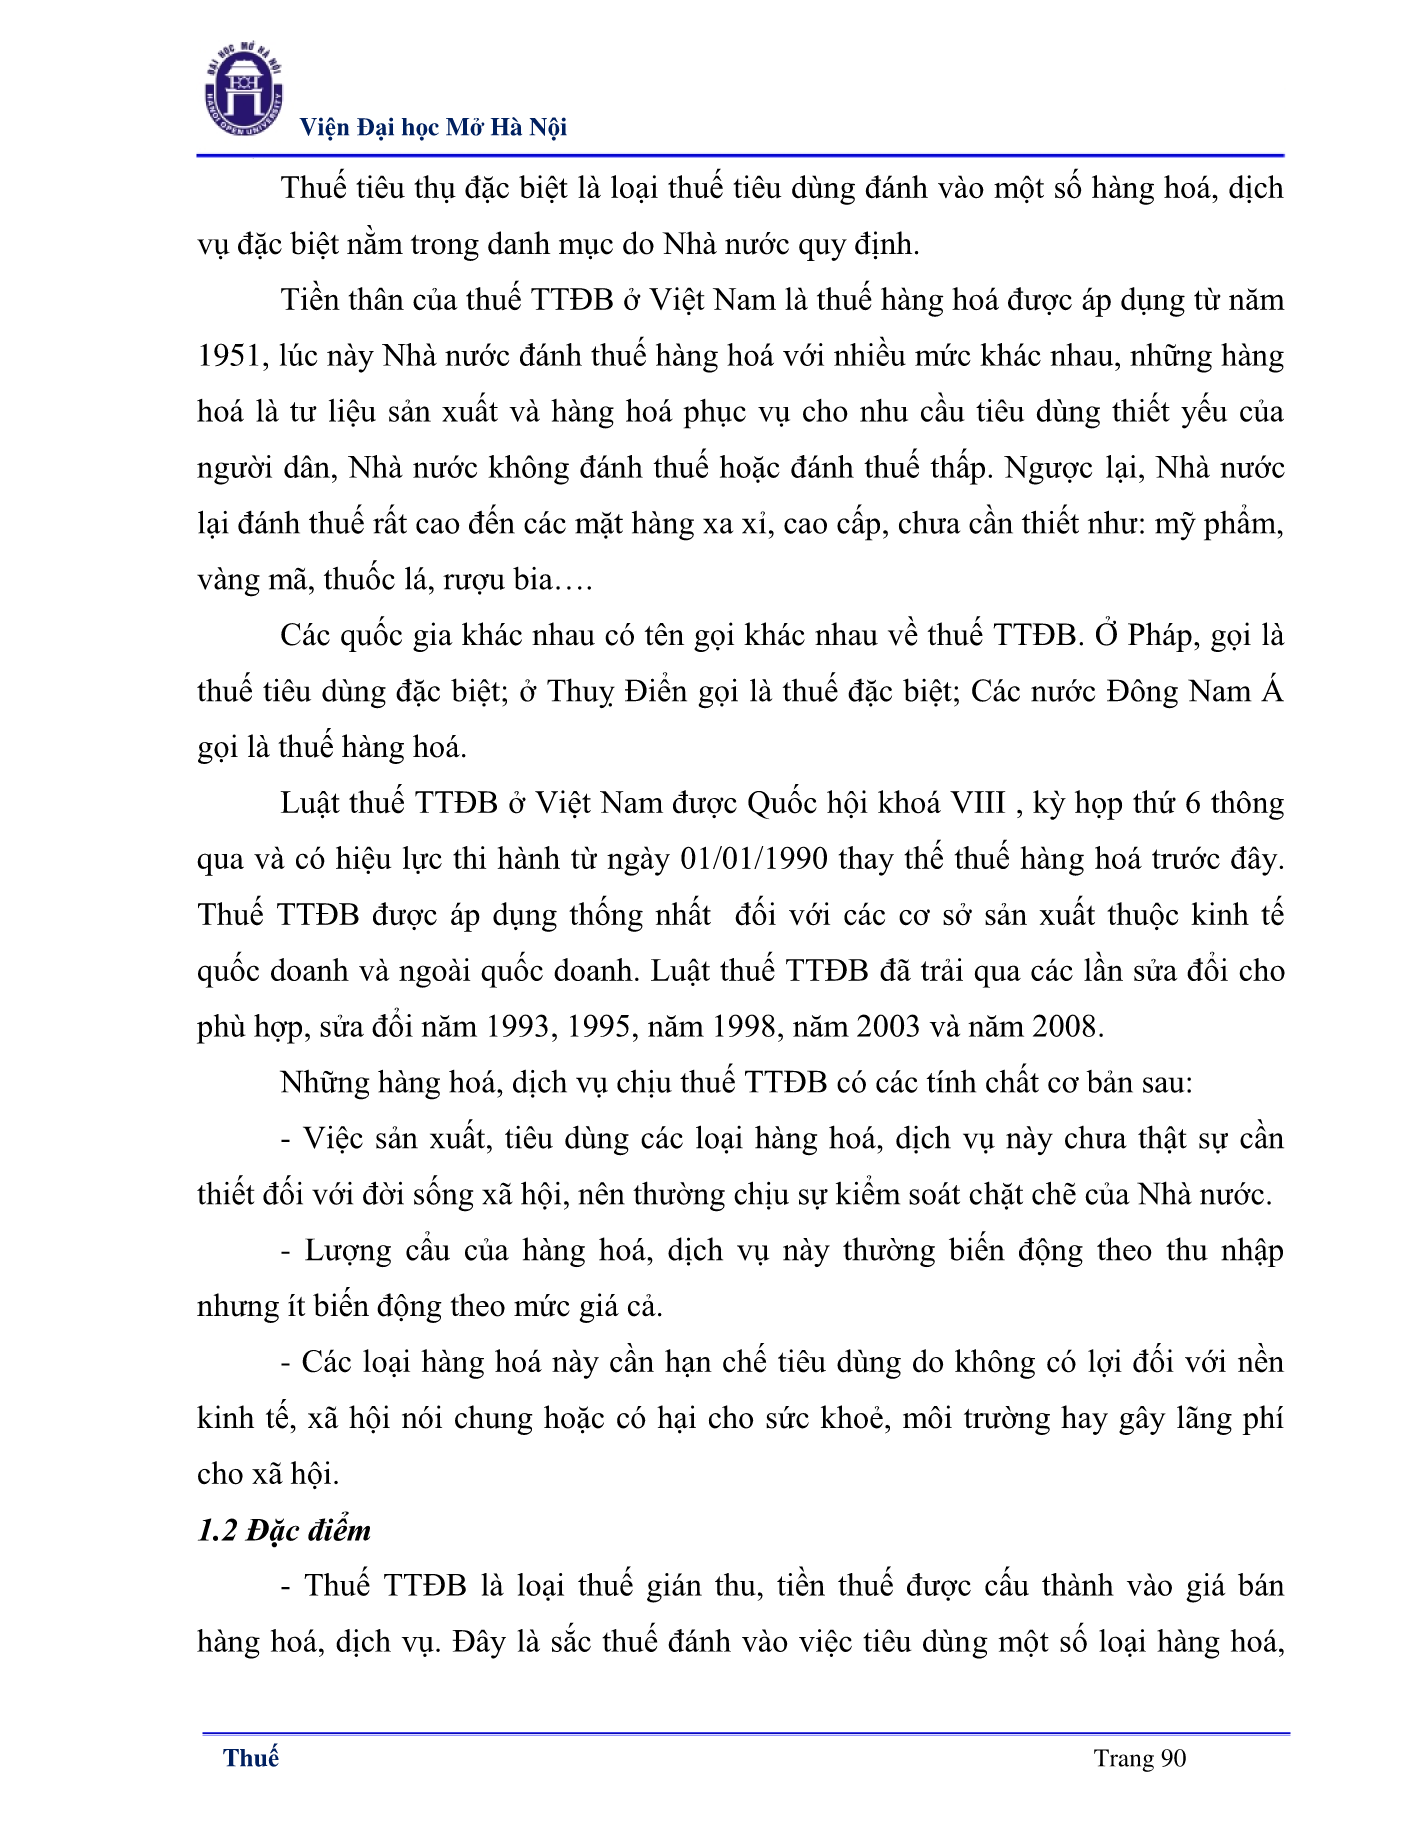 ĐẠI HỌC MỞ HÀ NỘI
HANOI OPEN UNIVERSITY
Viện Đại học Mở Hà Nội
Thuế tiêu thụ đặc biệt là loại thuế tiêu dùng đánh vào một số hàng hoá, dịch
vụ đặc biệt nằm trong danh mục do Nhà nước quy định.
Tiền thân của thuế TTĐB ở Việt Nam là thuế hàng hoá được áp dụng từ năm
1951, lúc này Nhà nước đánh thuế hàng hoá với nhiều mức khác nhau, những hàng
hoá là tư liệu sản xuất và hàng hoá phục vụ cho nhu cầu tiêu dùng thiết yếu của
người dân, Nhà nước không đánh thuế hoặc đánh thuế thấp. Ngược lại, Nhà nước
lại đánh thuế rất cao đến các mặt hàng xa xỉ, cao cấp, chưa cần thiết như: mỹ phẩm,
vàng mã, thuốc lá, rượu bia….
Các quốc gia khác nhau có tên gọi khác nhau về thuế TTĐB. Ở Pháp, gọi là
thuế tiêu dùng đặc biệt; ở Thuỵ Điển gọi là thuế đặc biệt; Các nước Đông Nam Á
gọi là thuế hàng hoá.
Luật thuế TTĐB ở Việt Nam được Quốc hội khoá VIII , kỳ họp thứ 6 thông
qua và có hiệu lực thi hành từ ngày 01/01/1990 thay thế thuế hàng hoá trước đây.
Thuế TTĐB được áp dụng thống nhất  đối với các cơ sở sản xuất thuộc kinh tế
quốc doanh và ngoài quốc doanh. Luật thuế TTĐB đã trải qua các lần sửa đổi cho
phù hợp, sửa đổi năm 1993, 1995, năm 1998, năm 2003 và năm 2008.
Những hàng hoá, dịch vụ chịu thuế TTĐB có các tính chất cơ bản sau:
- Việc sản xuất, tiêu dùng các loại hàng hoá, dịch vụ này chưa thật sự cần
thiết đối với đời sống xã hội, nên thường chịu sự kiểm soát chặt chẽ của Nhà nước.
- Lượng cẩu của hàng hoá, dịch vụ này thường biến động theo thu nhập
nhưng ít biến động theo mức giá cả.
- Các loại hàng hoá này cần hạn chế tiêu dùng do không có lợi đối với nền
kinh tế, xã hội nói chung hoặc có hại cho sức khoẻ, môi trường hay gây lãng phí
cho xã hội.
1.2 Đặc điểm
- Thuế TTĐB là loại thuế gián thu, tiền thuế được cấu thành vào giá bán
hàng hoá, dịch vụ. Đây là sắc thuế đánh vào việc tiêu dùng một số loại hàng hoá,
Thuế
Trang 90